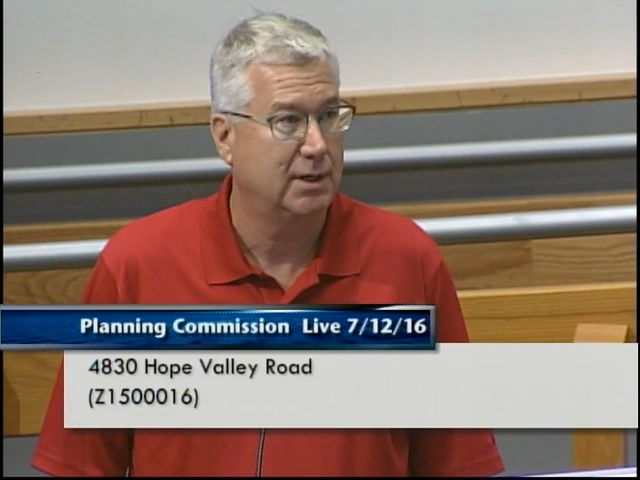 Planning Commission Live 7/12/16
4830 Hope Valley Road
(Z1500016)